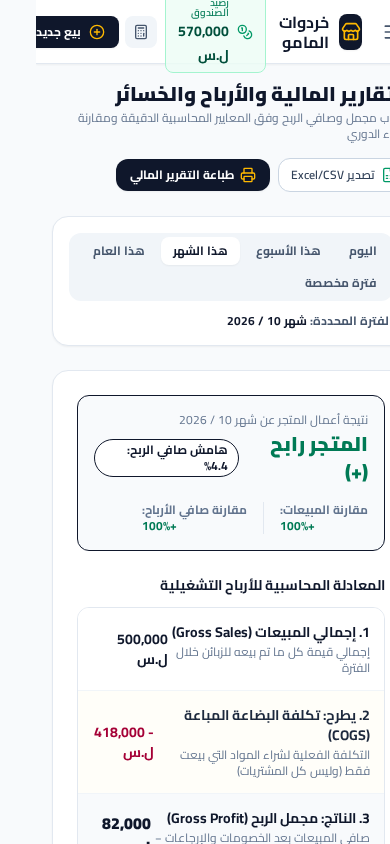 خردوات
المامو
رصيد
الصندوق
570,000
ل.س
بيع جديد
تقارير المالية والأرباح والخسائر
مجمل وصافي الربح وفق المعايير المحاسبية الدقيقة ومقارنة
الدوري
تصدير Excel/CSV
طباعة التقرير المالي
اليوم
هذا الأسبوع
هذا الشهر
هذا العام
فترة مخصصة
لفترة المحددة: شهر 10 / 2026
نتيجة أعمال المتجر عن شهر 10 / 2026
المتجر رابح
(+)
هامش صافي الربح:
%4.4
مقارنة المبيعات:
+100%
مقارنة صافي الأرباح:
+100%
المعادلة المحاسبية للأرباح التشغيلية
1. إجمالي المبيعات (Gross Sales)
إجمالي قيمة كل ما تم بيعه للزبائن خلال
الفترة
500,000
ل.س
2. يطرح: تكلفة البضاعة المباعة
(COGS)
التكلفة الفعلية لشراء المواد التي بيعت
فقط (وليس كل المشتريات)
- 418,000
ل.س
3. الناتج: مجمل الربح (Gross Profit)
صافي المبيعات بعد الخصومات والإرجاعات –
82,000